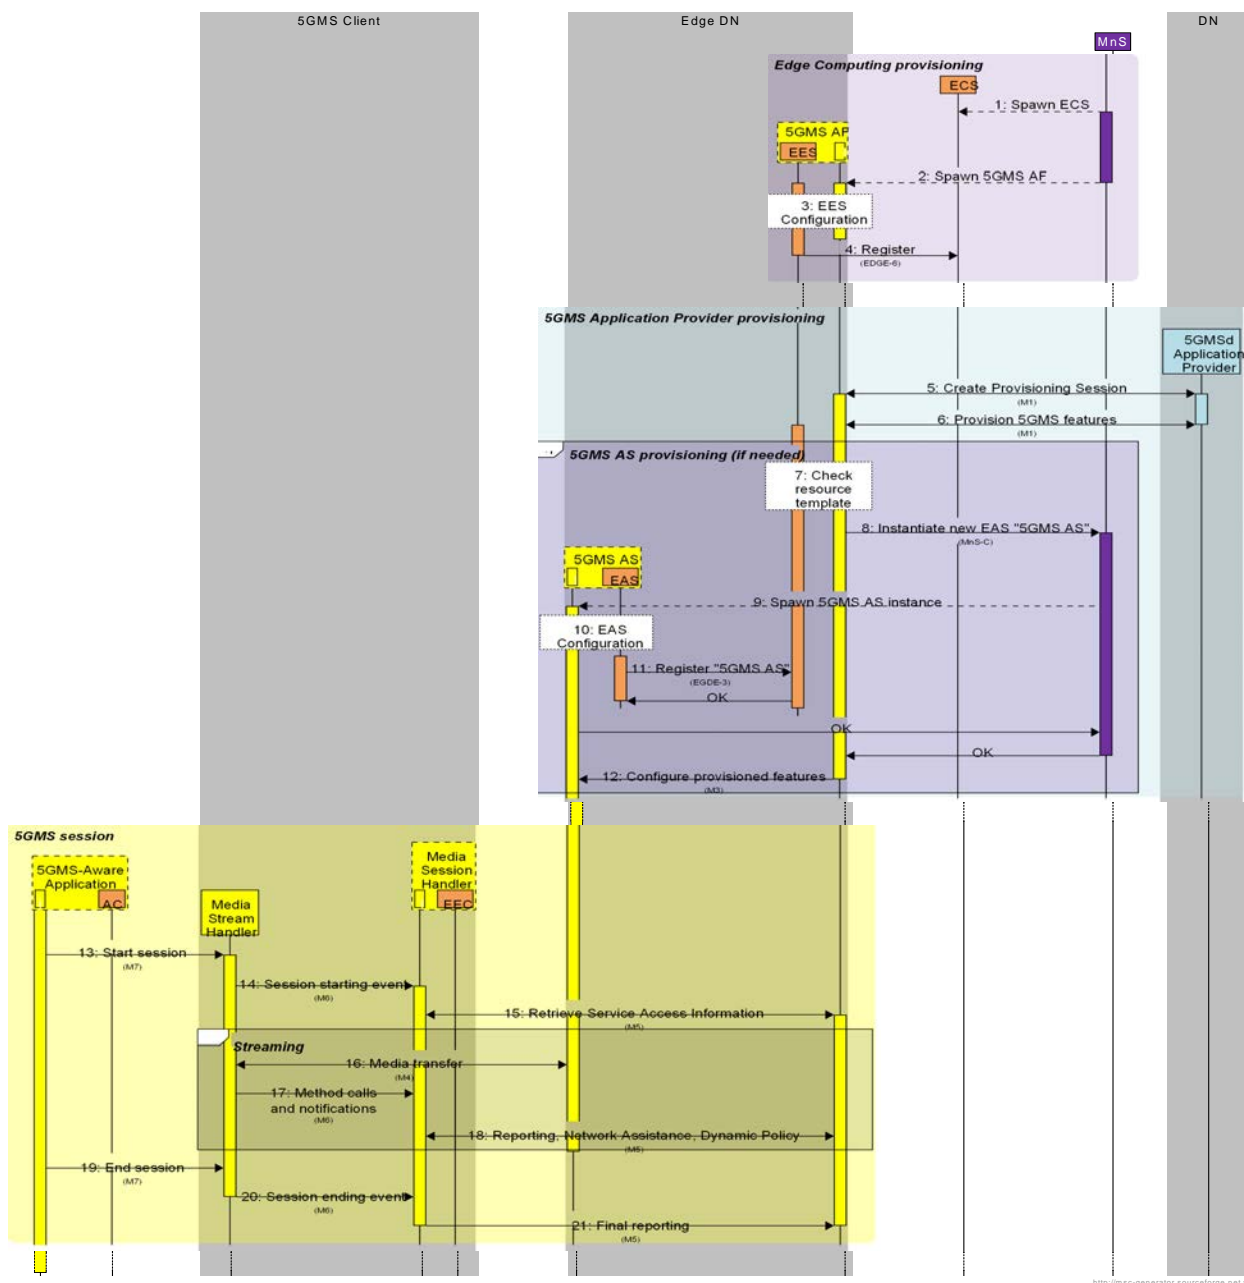 5GMS Client
Edge DN
DN
MnS
Edge Computing provisioning
ECS
1: Spawn ECS
5GMS AF
EES
2: Spawn 5GMS AF
3: EES
Configuration
4: Register
(EDGE-6)
5GMS Application Provider provisioning
5GMSd
Application
Provider
5: Create Provisioning Session
(M1)
6: Provision 5GMS features
(M1)
5GMS AS provisioning (if needed)
7: Check
resource
template
8: Instantiate new EAS "5GMS AS"
(MnS-C)
5GMS AS
EAS
9: Spawn 5GMS AS instance
10: EAS
Configuration
11: Register "5GMS AS"
(EGDE-3)
OK
OK
OK
12: Configure provisioned features
(M3)
5GMS session
5GMS-Aware
Application
AC
Media
Stream
Handler
Media
Session
Handler
EEC
13: Start session
(M7)
14: Session starting event
(M6)
15: Retrieve Service Access Information
(M5)
Streaming
16: Media transfer
(M4)
17: Method calls
and notifications
(M6)
18: Reporting, Network Assistance, Dynamic Policy
(M5)
19: End session
(M7)
20: Session ending event
(M6)
21: Final reporting
(M5)